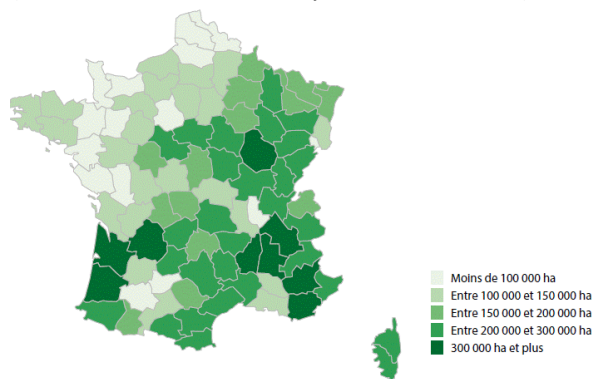 Moins de 100 000 ha
Entre 100 000 et 150 000 ha
Entre 150 000 et 200 000 ha
Entre 200 000 et 300 000 ha
300 000 ha et plus